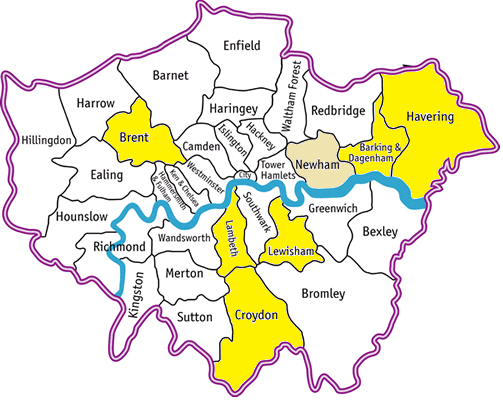 Enfield
Barnet
Harrow
Haringey
Waltham Forest
Redbridge
Havering
Hillingdon
Brent
Camden
Islington
Hackney
Barking &
Dagenham
Ealing
Westminster
City
Tower
Hamlets
Newham
Ken & Chelsea
Hammersmith
& Fulham
Hounslow
Richmond
Wandsworth
Lambeth
Southwark
Lewisham
Greenwich
Bexley
Kingston
Merton
Sutton
Croydon
Bromley